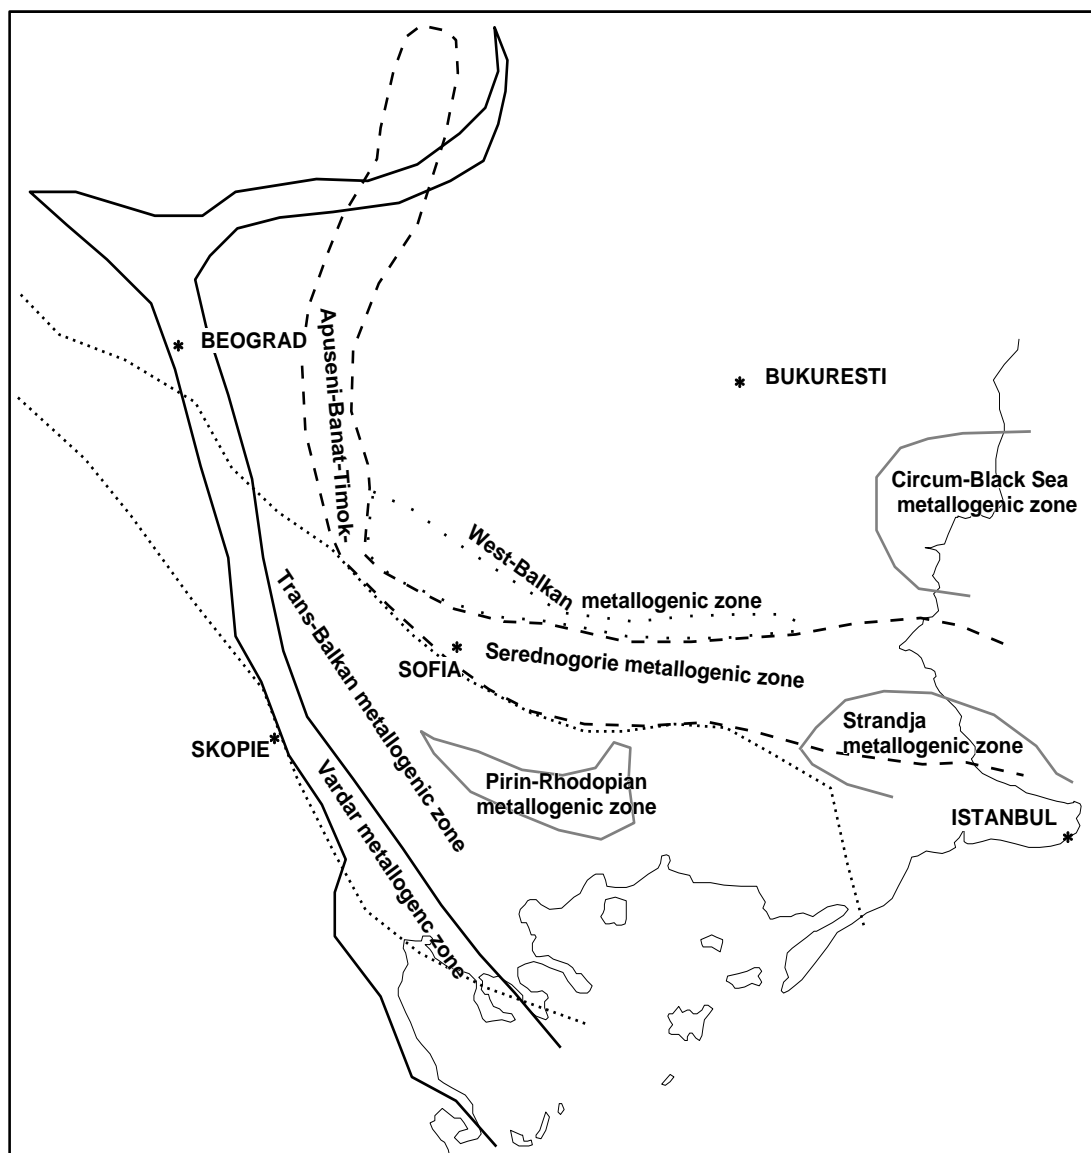 BEOGRAD
BUKURESTI
Apuseni-Banat-Timok-
Circum-Black Sea
metallogenic zone
West-Balkan
metallogenic zone
Trans-Balkan metallogenic zone
SOFIA
Serednogorie metallogenic zone
SKOPIE
Strandja
metallogenic zone
Vardar metallogenc zone
Pirin-Rhodopian
metallogenic zone
ISTANBUL